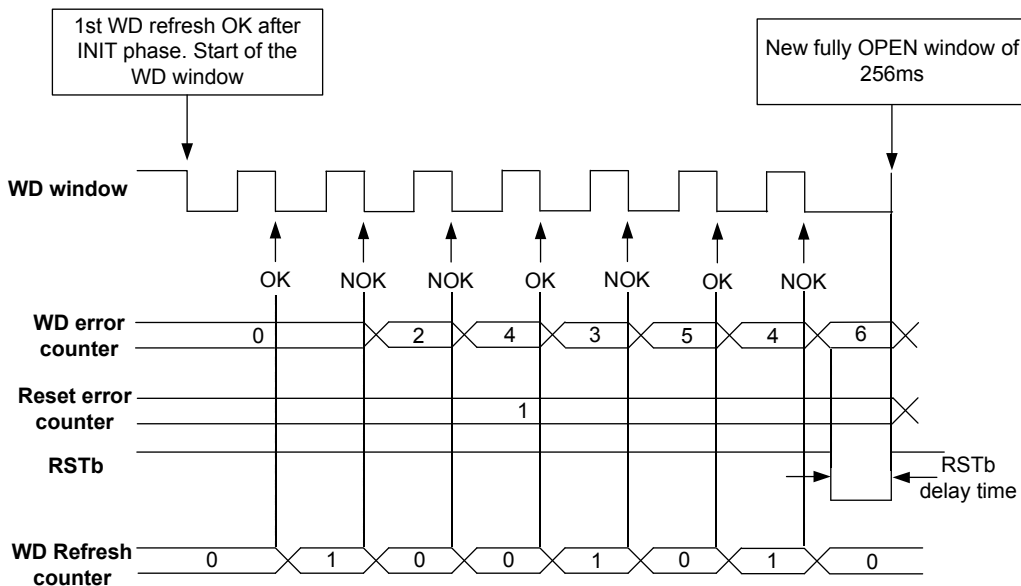 1st WD refresh OK after
INIT phase. Start of the
WD window
New fully OPEN window of
256ms
WD window
OK NOK NOK OK NOK OK NOK
WD error
counter
0 2 4 3 5 4 6
Reset error
counter
1
RSTb
RSTb
delay time
WD Refresh
counter
0 1 0 0 1 0 1 0